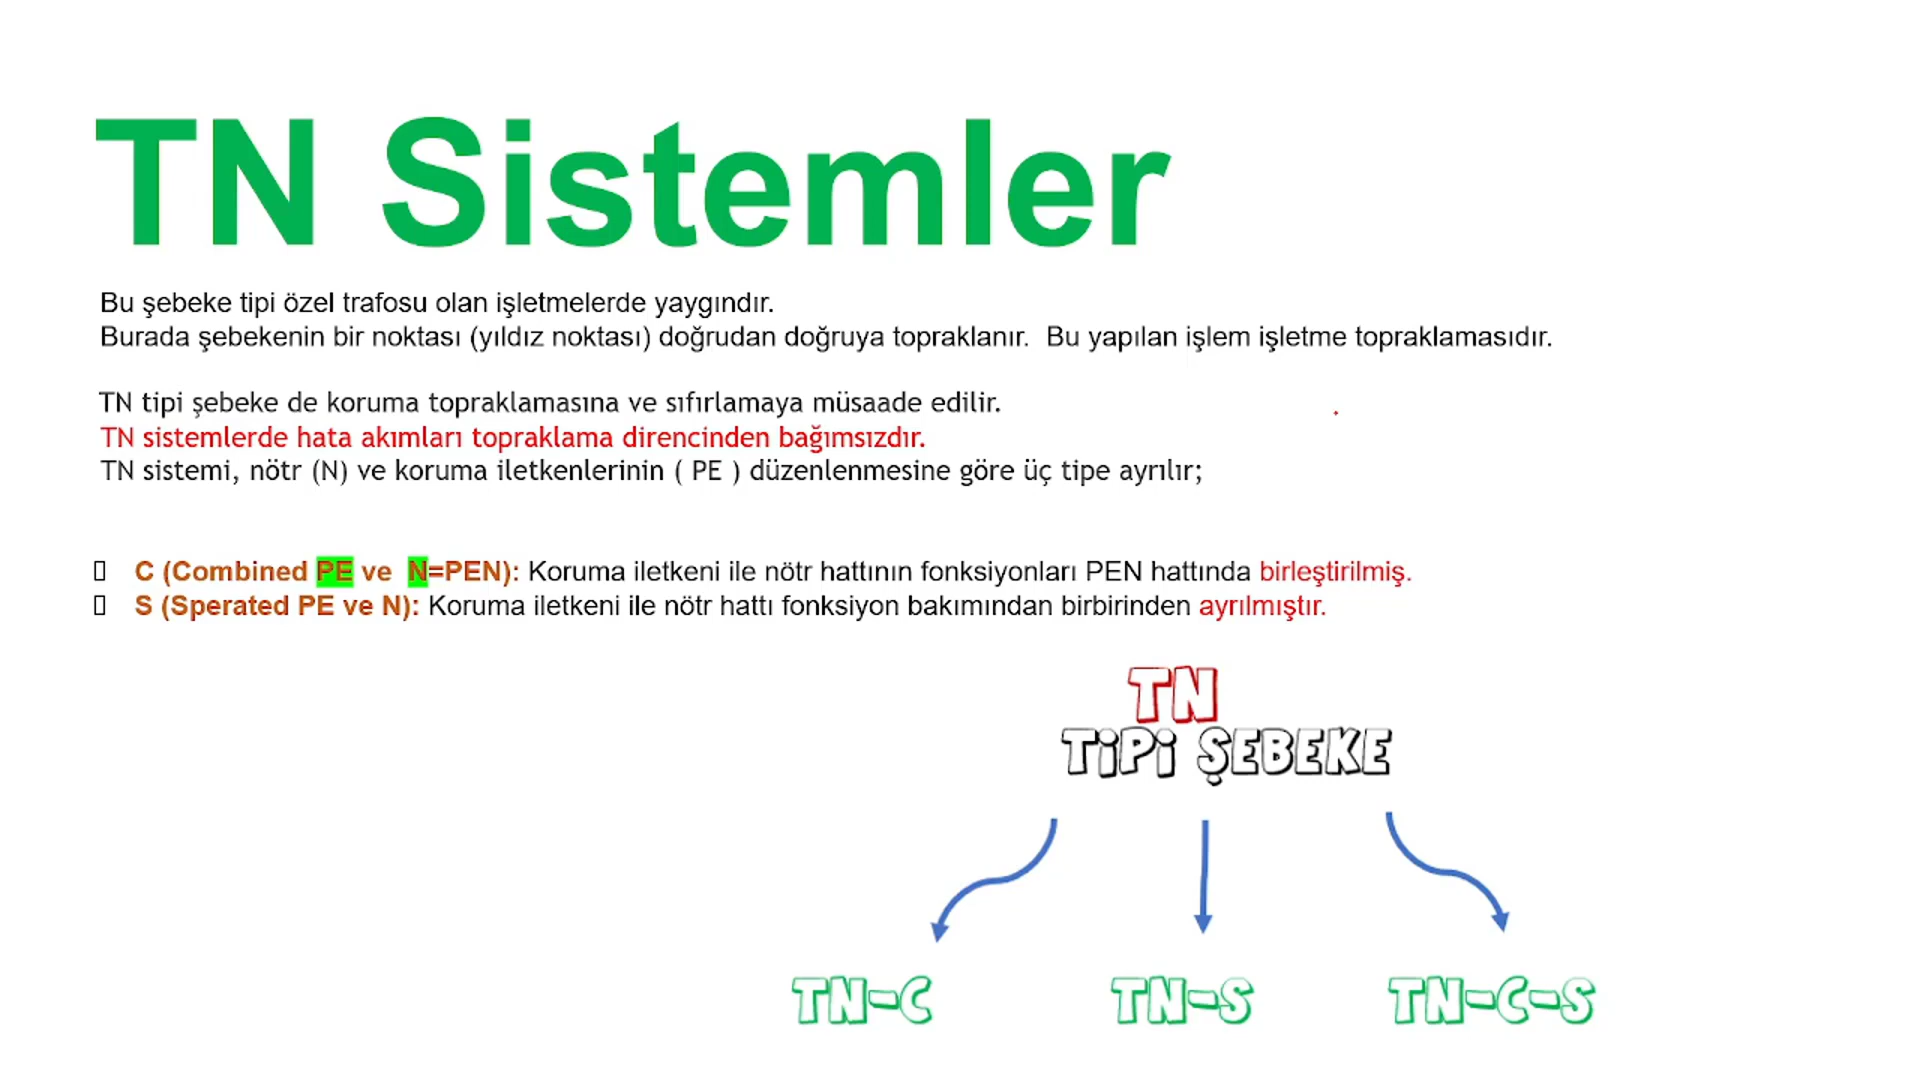 TN Sistemler
Bu şebeke tipi özel trafosu olan işletmelerde yaygındır.
Burada şebekenin bir noktası (yıldız noktası) doğrudan doğruya topraklanır. Bu yapılan işlem işletme topraklamasıdır.
TN tipi şebeke de koruma topraklamasına ve sıfırlamaya müsaade edilir.
TN sistemlerde hata akımları topraklama direncinden bağımsızdır.
TN sistemi, nötr (N) ve koruma iletkenlerinin ( PE ) düzenlenmesine göre üç tipe ayrılır;
C (Combined PE ve N=PEN): Koruma iletkeni ile nötr hattının fonksiyonları PEN hattında birleştirilmiş.
S (Sperated PE ve N): Koruma iletkeni ile nötr hattı fonksiyon bakımından birbirinden ayrılmıştır.
TN
TiPi ŞEBEKE
TN-C TN-S TN-C-S